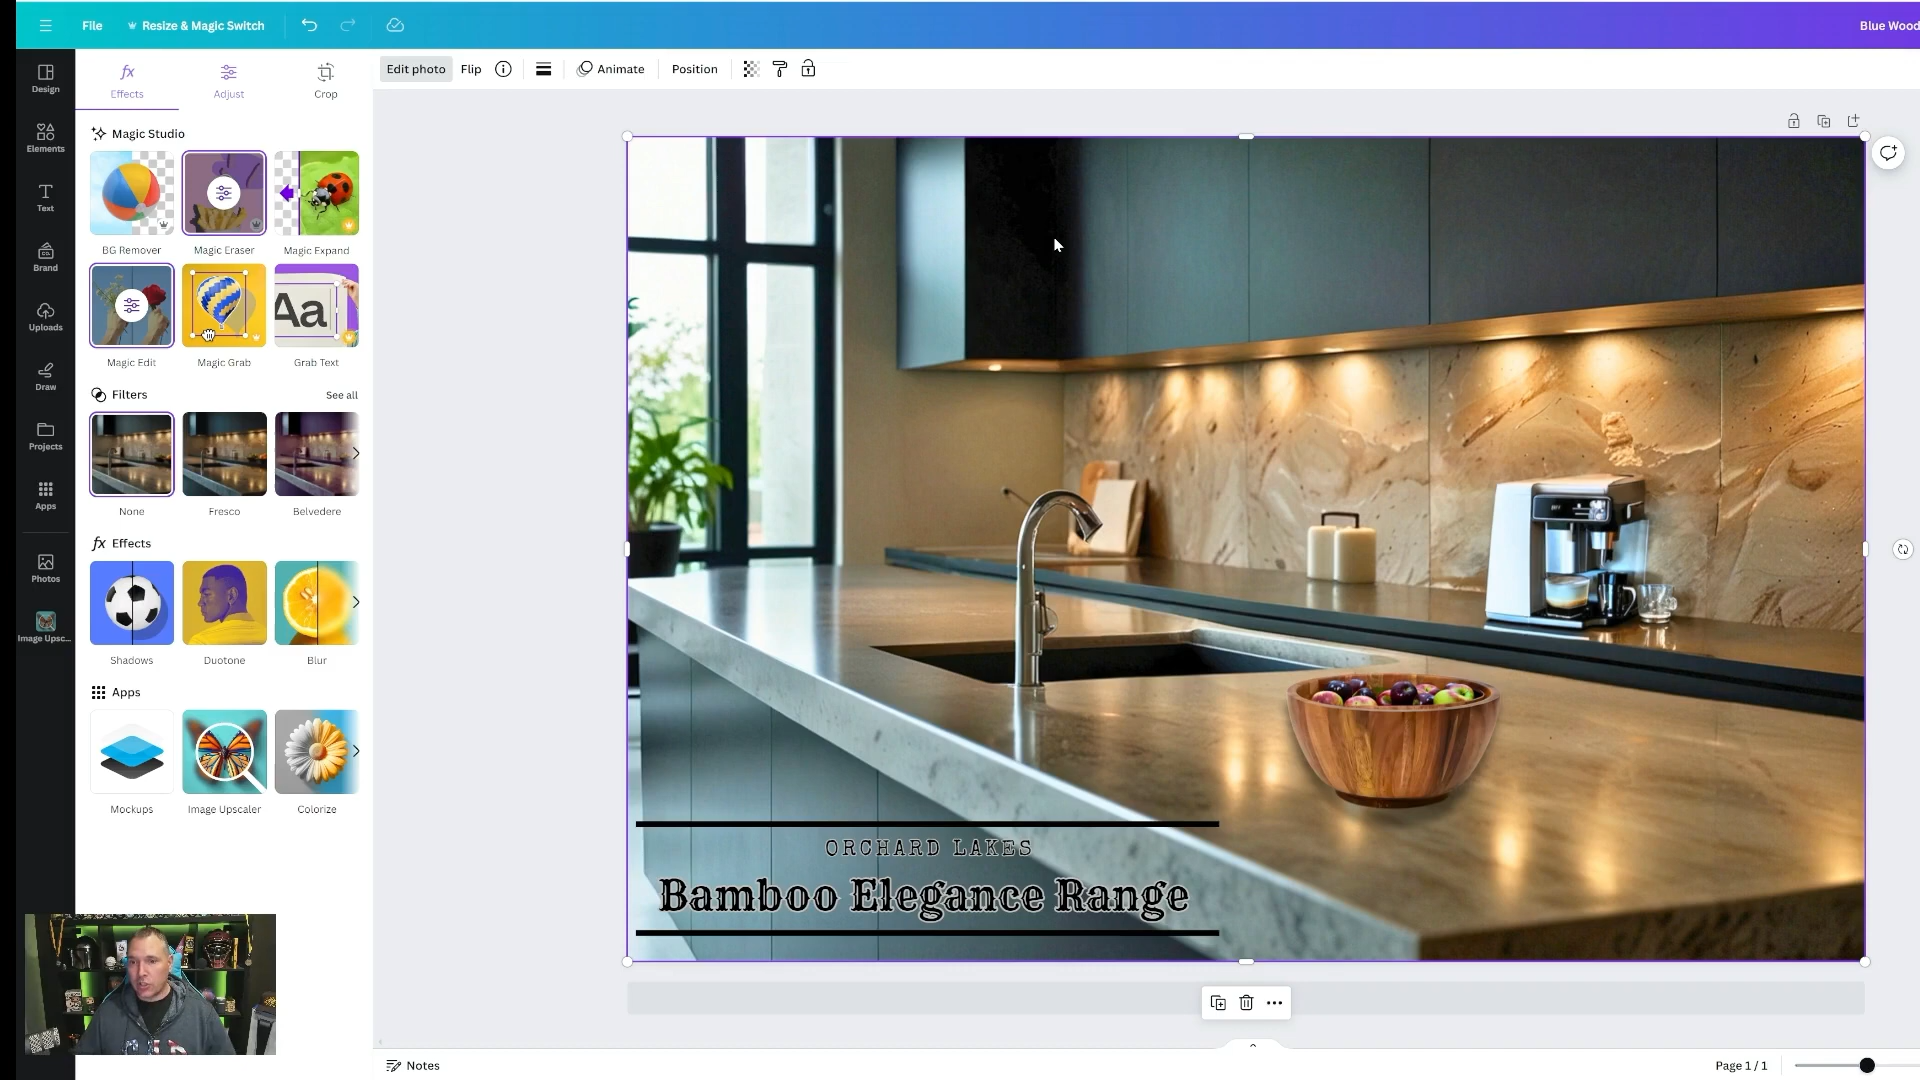 File
Resize & Magic Switch
Blue Wood
Design
Elements
Text
Brand
Uploads
Draw
Projects
Apps
Photos
Image Upsc...
Effects
Adjust
Crop
Magic Studio
BG Remover
Magic Eraser
Magic Expand
Aa
Magic Edit
Magic Grab
Grab Text
Filters
See all
None
Fresco
Belvedere
fx Effects
Shadows
Duotone
Blur
Apps
Mockups
Image Upscaler
Colorize
Edit photo
Flip
Animate
Position
ORCHARD LAKES
Bamboo Elegance Range
Notes
Page 1 / 1